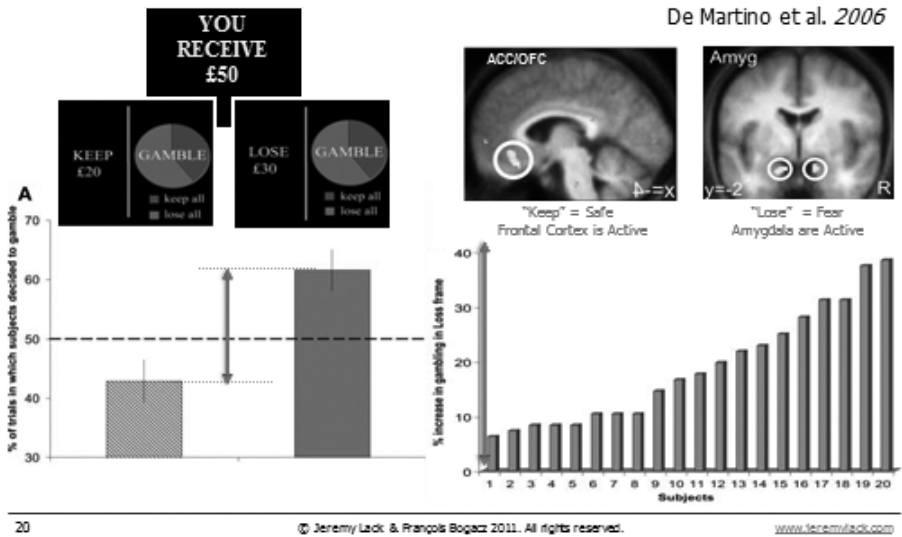 De Martino et al. 2006
YOU
RECEIVE
£50
KEEP
£20
GAMBLE
keep all
lose all
LOSE
£30
GAMBLE
keep all
lose all
ACC/OFC
4-=x
Amyg
y=-2
R
"Keep" = Safe
Frontal Cortex is Active
"Lose" = Fear
Amygdala are Active
A
% of trials in which subjects decided to gamble
70
60
50
40
30
% increase in gambling in Loss frame
40
30
20
10
0
1 2 3 4 5 6 7 8 9 10 11 12 13 14 15 16 17 18 19 20
Subjects
20
© Jeremy Lack & François Bogacz 2011. All rights reserved.
www.jeremylack.com